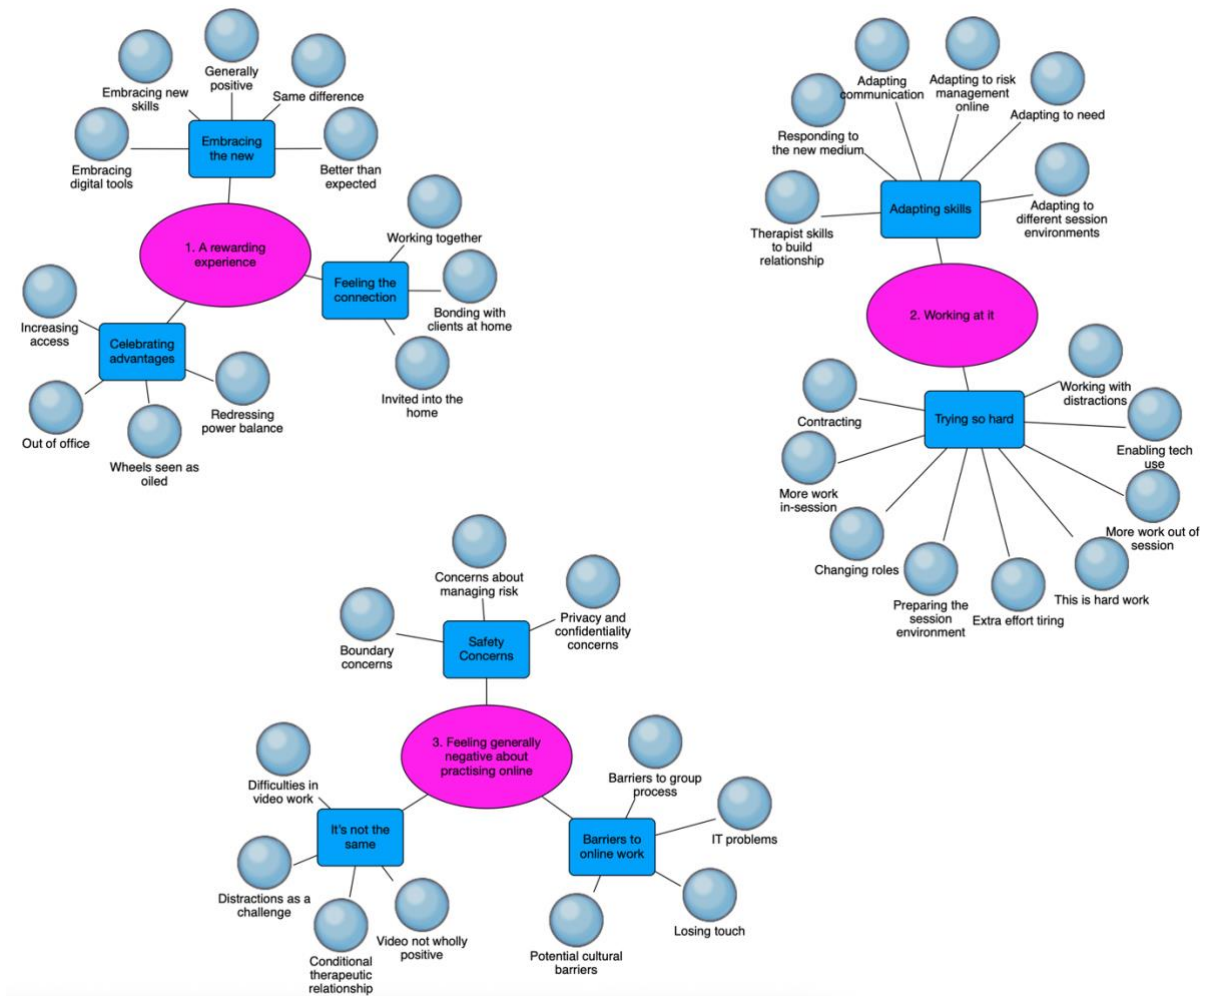 Generally
positive
Embracing new
skills
Same difference
Embracing
the new
Embracing
digital tools
Better than
expected
1. A rewarding
experience
Working together
Feeling the
connection
Bonding with
clients at home
Invited into the
home
Increasing
access
Celebrating
advantages
Out of office
Wheels seen as
oiled
Redressing
power balance
Adapting
communication
Adapting to risk
management
online
Adapting to need
Responding to
the new medium
Adapting skills
Therapist skills
to build
relationship
Adapting to
different session
environments
2. Working at it
Working with
distractions
Contracting
Trying so hard
Enabling tech
use
More work
in-session
More work out of
session
Changing roles
Preparing the
session
environment
Extra effort tiring
This is hard work
Concerns about
managing risk
Privacy and
confidentiality
concerns
Boundary
concerns
Safety
Concerns
3. Feeling generally
negative about
practising online
Difficulties in
video work
It's not the
same
Distractions as a
challenge
Conditional
therapeutic
relationship
Video not wholly
positive
Barriers to group
process
Barriers to
online work
IT problems
Losing touch
Potential cultural
barriers